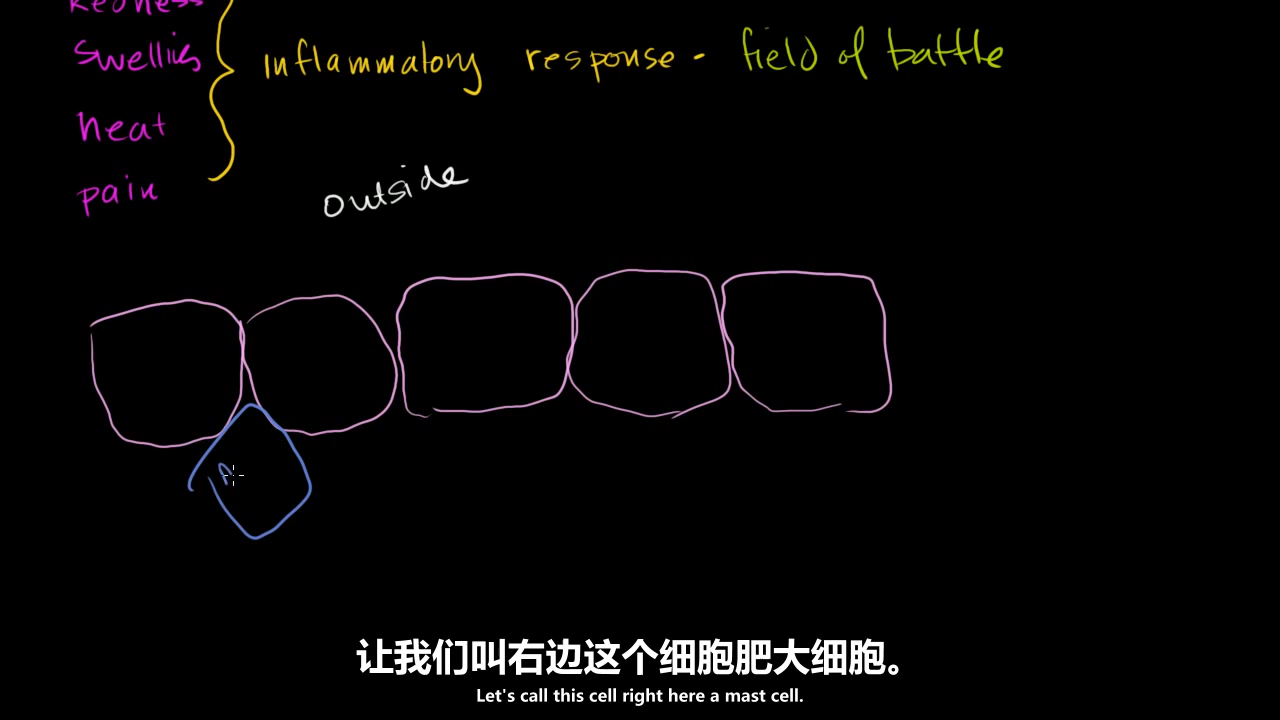 Redness
Swelling
inflammatory response - field of battle
heat
pain
outside
让我们叫右边这个细胞肥大细胞。
Let's call this cell right here a mast cell.